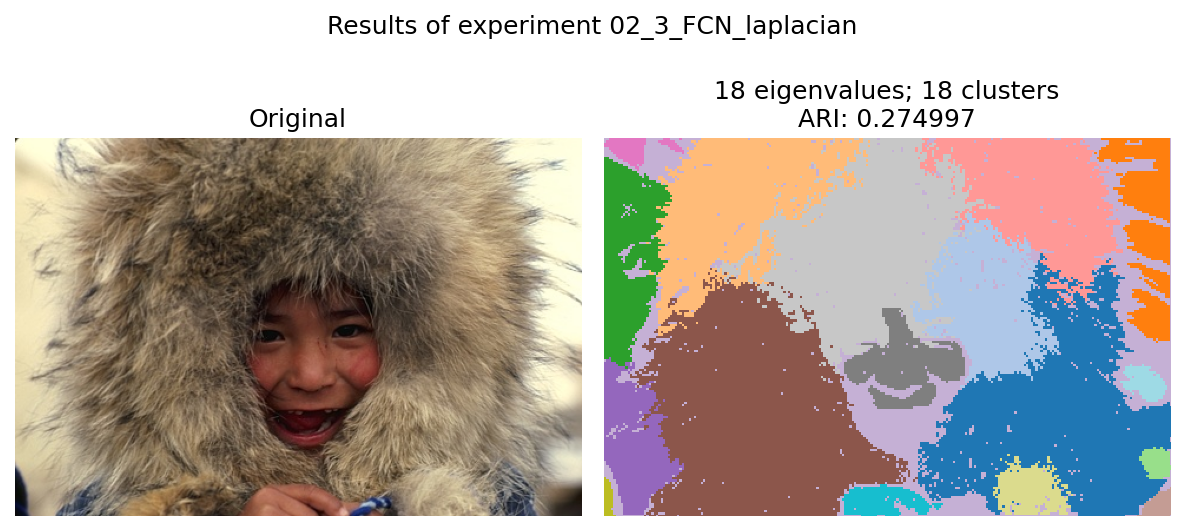 Results of experiment 02_3_FCN_laplacian
Original
18 eigenvalues; 18 clusters
ARI: 0.274997